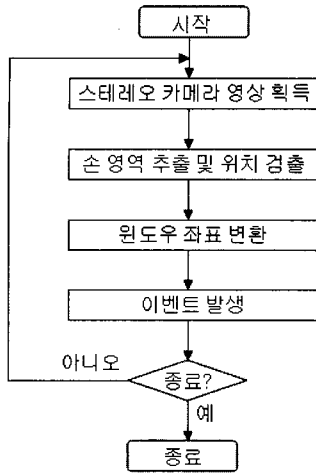 시작
스테레오 카메라 영상 획득
손 영역 추출 및 위치 검출
윈도우 좌표 변환
이벤트 발생
아니오
종료?
예
종료